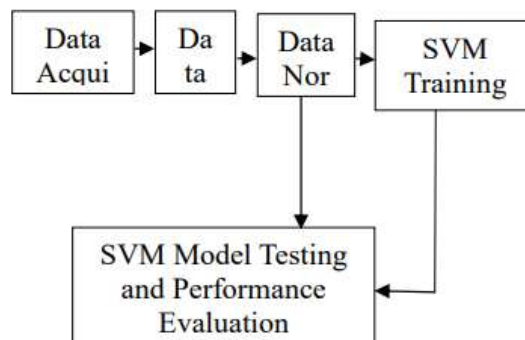 Data
Acqui
Da
ta
Data
Nor
SVM
Training
SVM Model Testing
and Performance
Evaluation